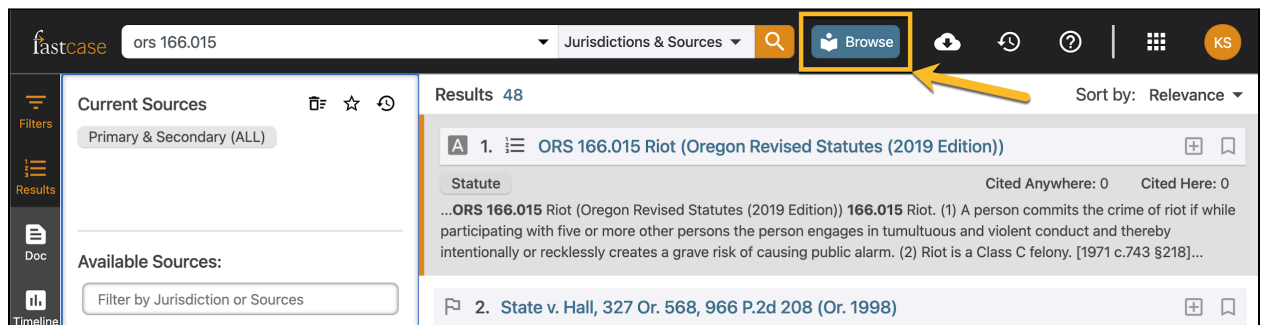 fastcase
ors 166.015
Jurisdictions & Sources
Browse
KS
Filters
Results
Doc
Timeline
Current Sources
Primary & Secondary (ALL)
Available Sources:
Filter by Jurisdiction or Sources
Results 48
Sort by: Relevance
A 1. ORS 166.015 Riot (Oregon Revised Statutes (2019 Edition))
Statute
Cited Anywhere: 0 Cited Here: 0
...ORS 166.015 Riot (Oregon Revised Statutes (2019 Edition)) 166.015 Riot. (1) A person commits the crime of riot if while
participating with five or more other persons the person engages in tumultuous and violent conduct and thereby
intentionally or recklessly creates a grave risk of causing public alarm. (2) Riot is a Class C felony. [1971 c.743 §218]...
2. State v. Hall, 327 Or. 568, 966 P.2d 208 (Or. 1998)